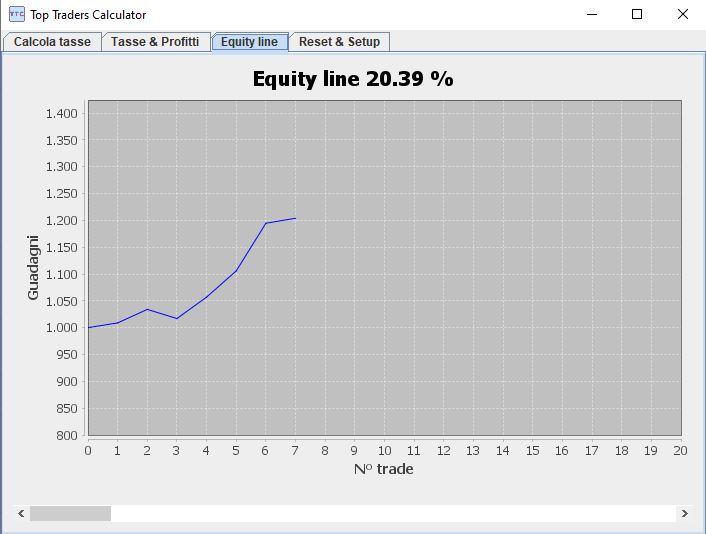 TTC Top Traders Calculator
Calcola tasse Tasse & Profitti Equity line Reset & Setup
Equity line 20.39 %
1.400
1.350
1.300
1.250
1.200
1.150
1.100
1.050
1.000
950
900
850
800
Guadagni
0 1 2 3 4 5 6 7 8 9 10 11 12 13 14 15 16 17 18 19 20
N° trade